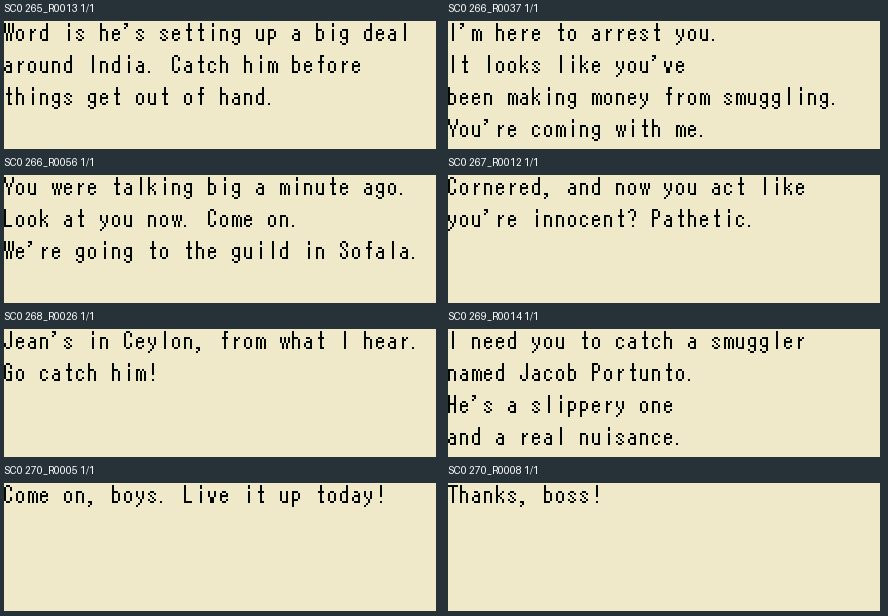 SC0 265_R0013 1/1
Word is he's setting up a big deal
around India. Catch him before
things get out of hand.
SC0 266_R0037 1/1
I'm here to arrest you.
It looks like you've
been making money from smuggling.
You're coming with me.
SC0 266_R0056 1/1
You were talking big a minute ago.
Look at you now. Come on.
We're going to the guild in Sofala.
SC0 267_R0012 1/1
Cornered, and now you act like
you're innocent? Pathetic.
SC0 268_R0026 1/1
Jean's in Ceylon, from what I hear.
Go catch him!
SC0 269_R0014 1/1
I need you to catch a smuggler
named Jacob Portunto.
He's a slippery one
and a real nuisance.
SC0 270_R0005 1/1
Come on, boys. Live it up today!
SC0 270_R0008 1/1
Thanks, boss!